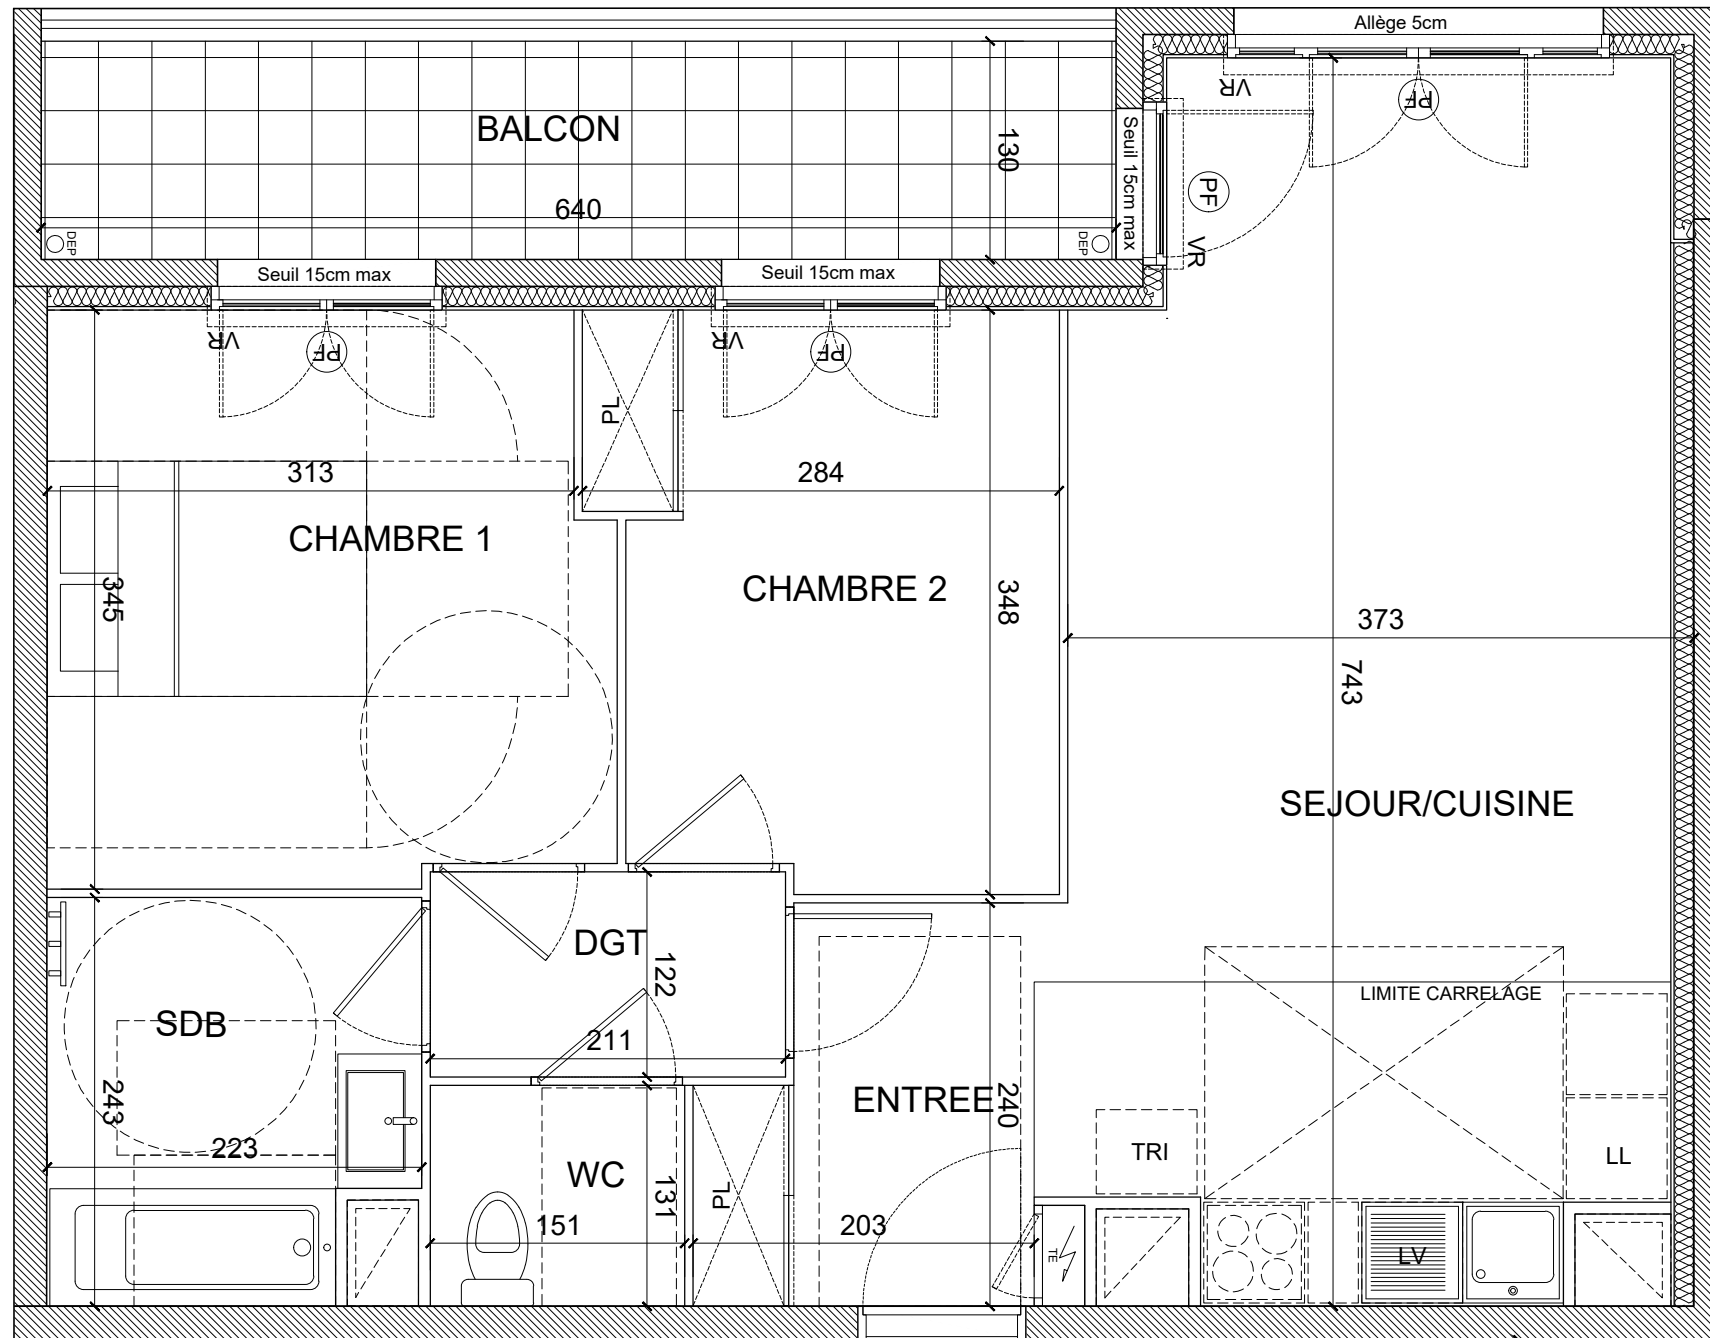 Allège 5cm
VR
PF
BALCON
130
Seuil 15cm max
PF
640
DEP
DEP
VR
Seuil 15cm max
Seuil 15cm max
VR
PF
VR
PF
PL
313
284
CHAMBRE 1
345
CHAMBRE 2
348
373
743
SEJOUR/CUISINE
DGT
122
LIMITE CARRELAGE
SDB
211
243
ENTREE
240
223
TRI
LL
WC
131
PL
151
203
TE
LV